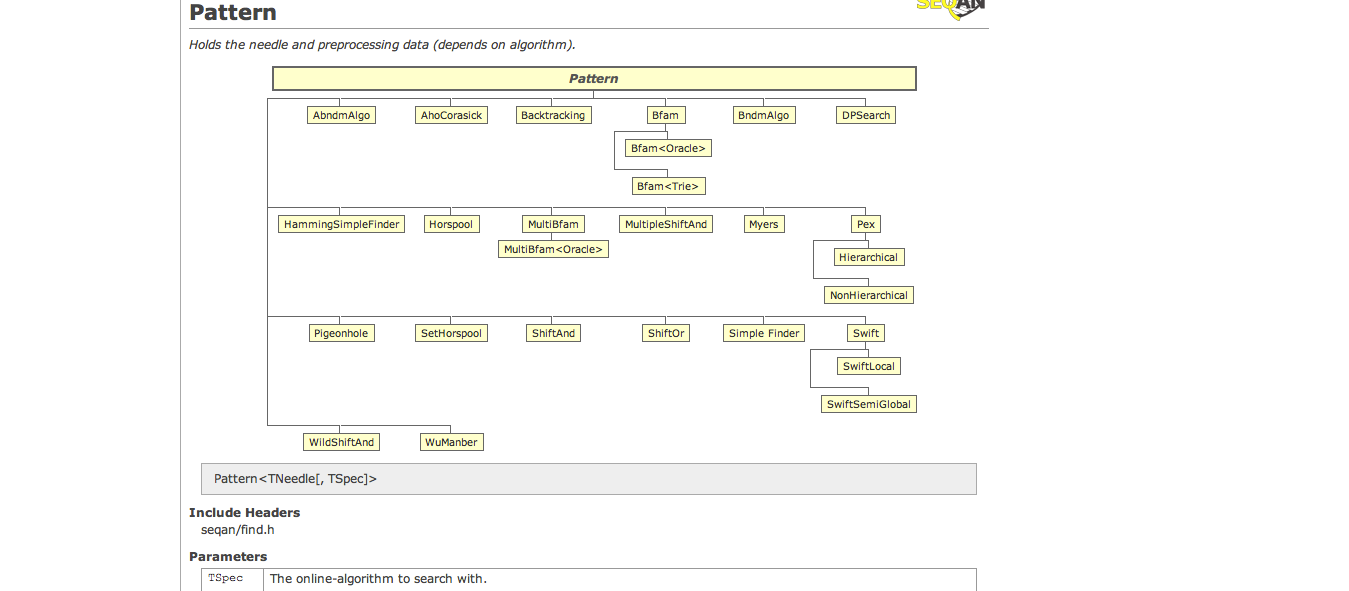 Pattern
SEQAN
Holds the needle and preprocessing data (depends on algorithm).
Pattern
AbndmAlgo AhoCorasick Backtracking Bfam BndmAlgo DPSearch
Bfam<Oracle>
Bfam<Trie>
HammingSimpleFinder Horspool MultiBfam MultipleShiftAnd Myers Pex
MultiBfam<Oracle>
Hierarchical
NonHierarchical
Pigeonhole SetHorspool ShiftAnd ShiftOr Simple Finder Swift
SwiftLocal
SwiftSemiGlobal
WildShiftAnd WuManber
Pattern<TNeedle[, TSpec]>
Include Headers
seqan/find.h
Parameters
TSpec The online-algorithm to search with.